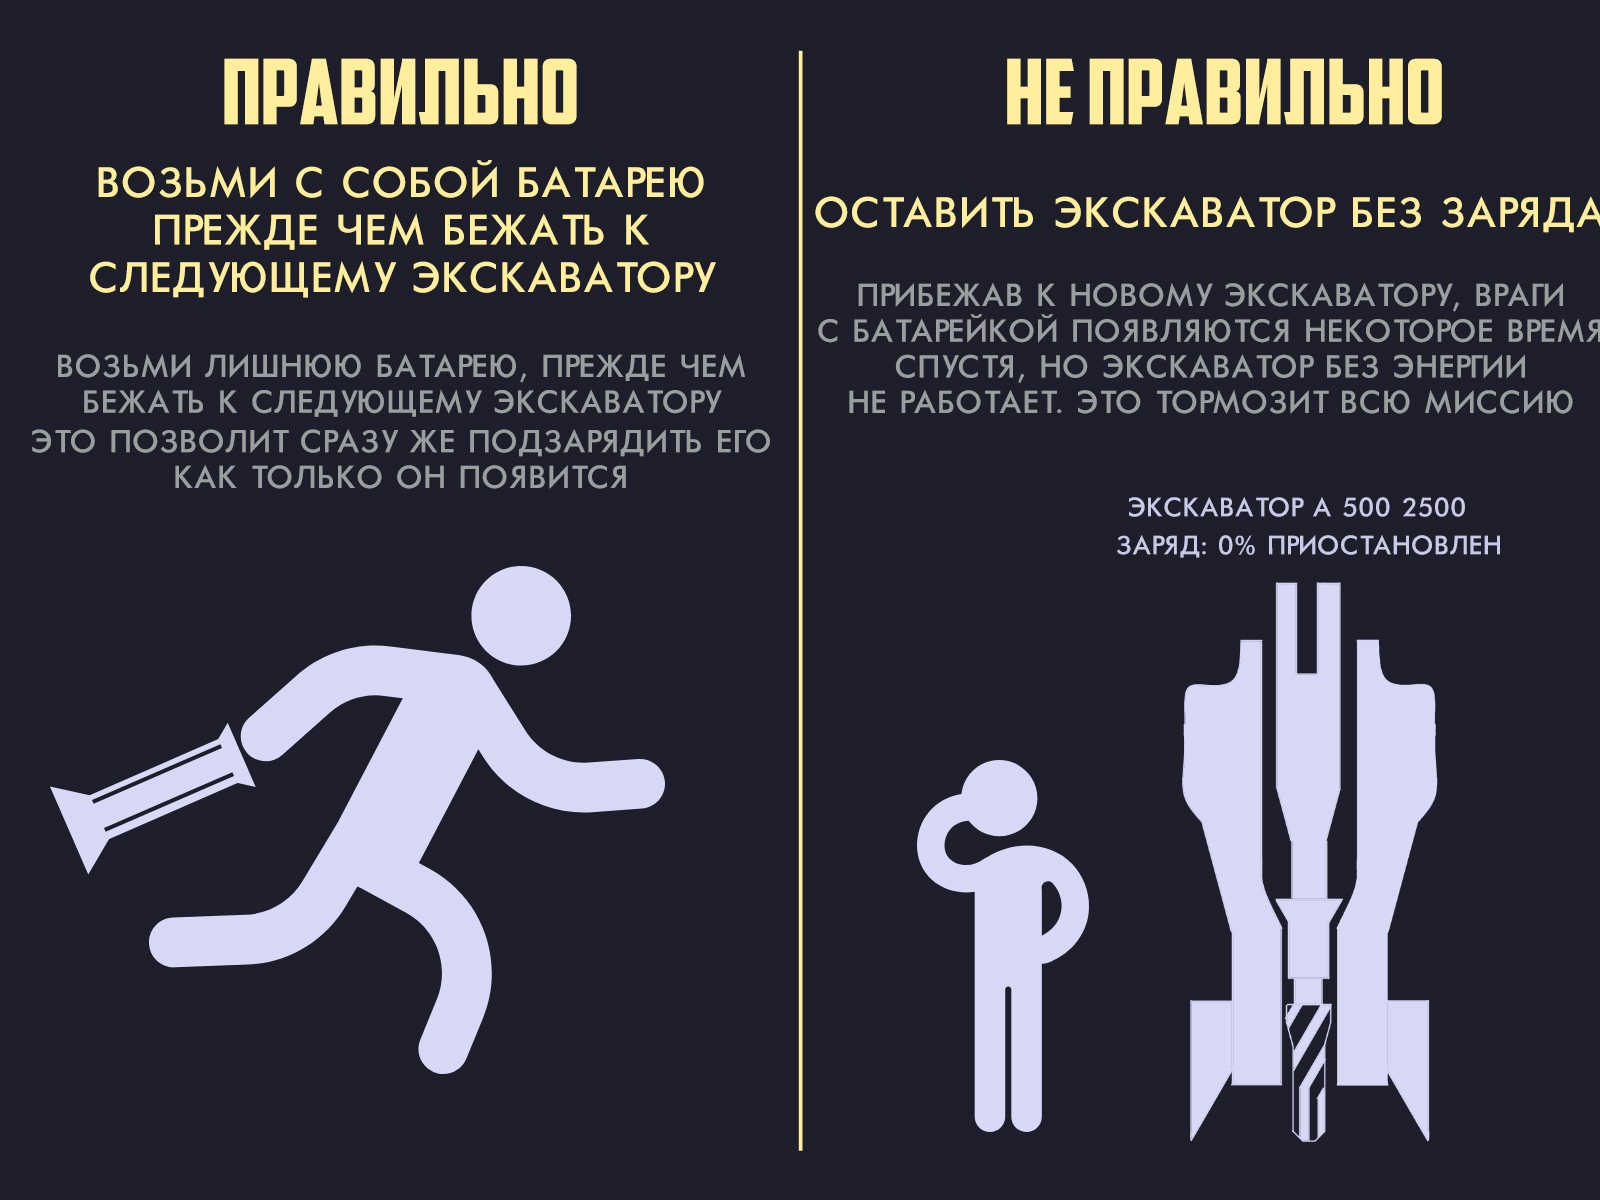 ПРАВИЛЬНО
ВОЗЬМИ С СОБОЙ БАТАРЕЮ
ПРЕЖДЕ ЧЕМ БЕЖАТЬ К
СЛЕДУЮЩЕМУ ЭКСКАВАТОРУ
ВОЗЬМИ ЛИШНЮЮ БАТАРЕЮ, ПРЕЖДЕ ЧЕМ
БЕЖАТЬ К СЛЕДУЮЩЕМУ ЭКСКАВАТОРУ
ЭТО ПОЗВОЛИТ СРАЗУ ЖЕ ПОДЗАРЯДИТЬ ЕГО
КАК ТОЛЬКО ОН ПОЯВИТСЯ
НЕ ПРАВИЛЬНО
ОСТАВИТЬ ЭКСКАВАТОР БЕЗ ЗАРЯДА
ПРИБЕЖАВ К НОВОМУ ЭКСКАВАТОРУ, ВРАГИ
С БАТАРЕЙКОЙ ПОЯВЛЯЮТСЯ НЕКОТОРОЕ ВРЕМЯ
СПУСТЯ, НО ЭКСКАВАТОР БЕЗ ЭНЕРГИИ
НЕ РАБОТАЕТ. ЭТО ТОРМОЗИТ ВСЮ МИССИЮ
ЭКСКАВАТОР А 500 2500
ЗАРЯД: 0% ПРИОСТАНОВЛЕН